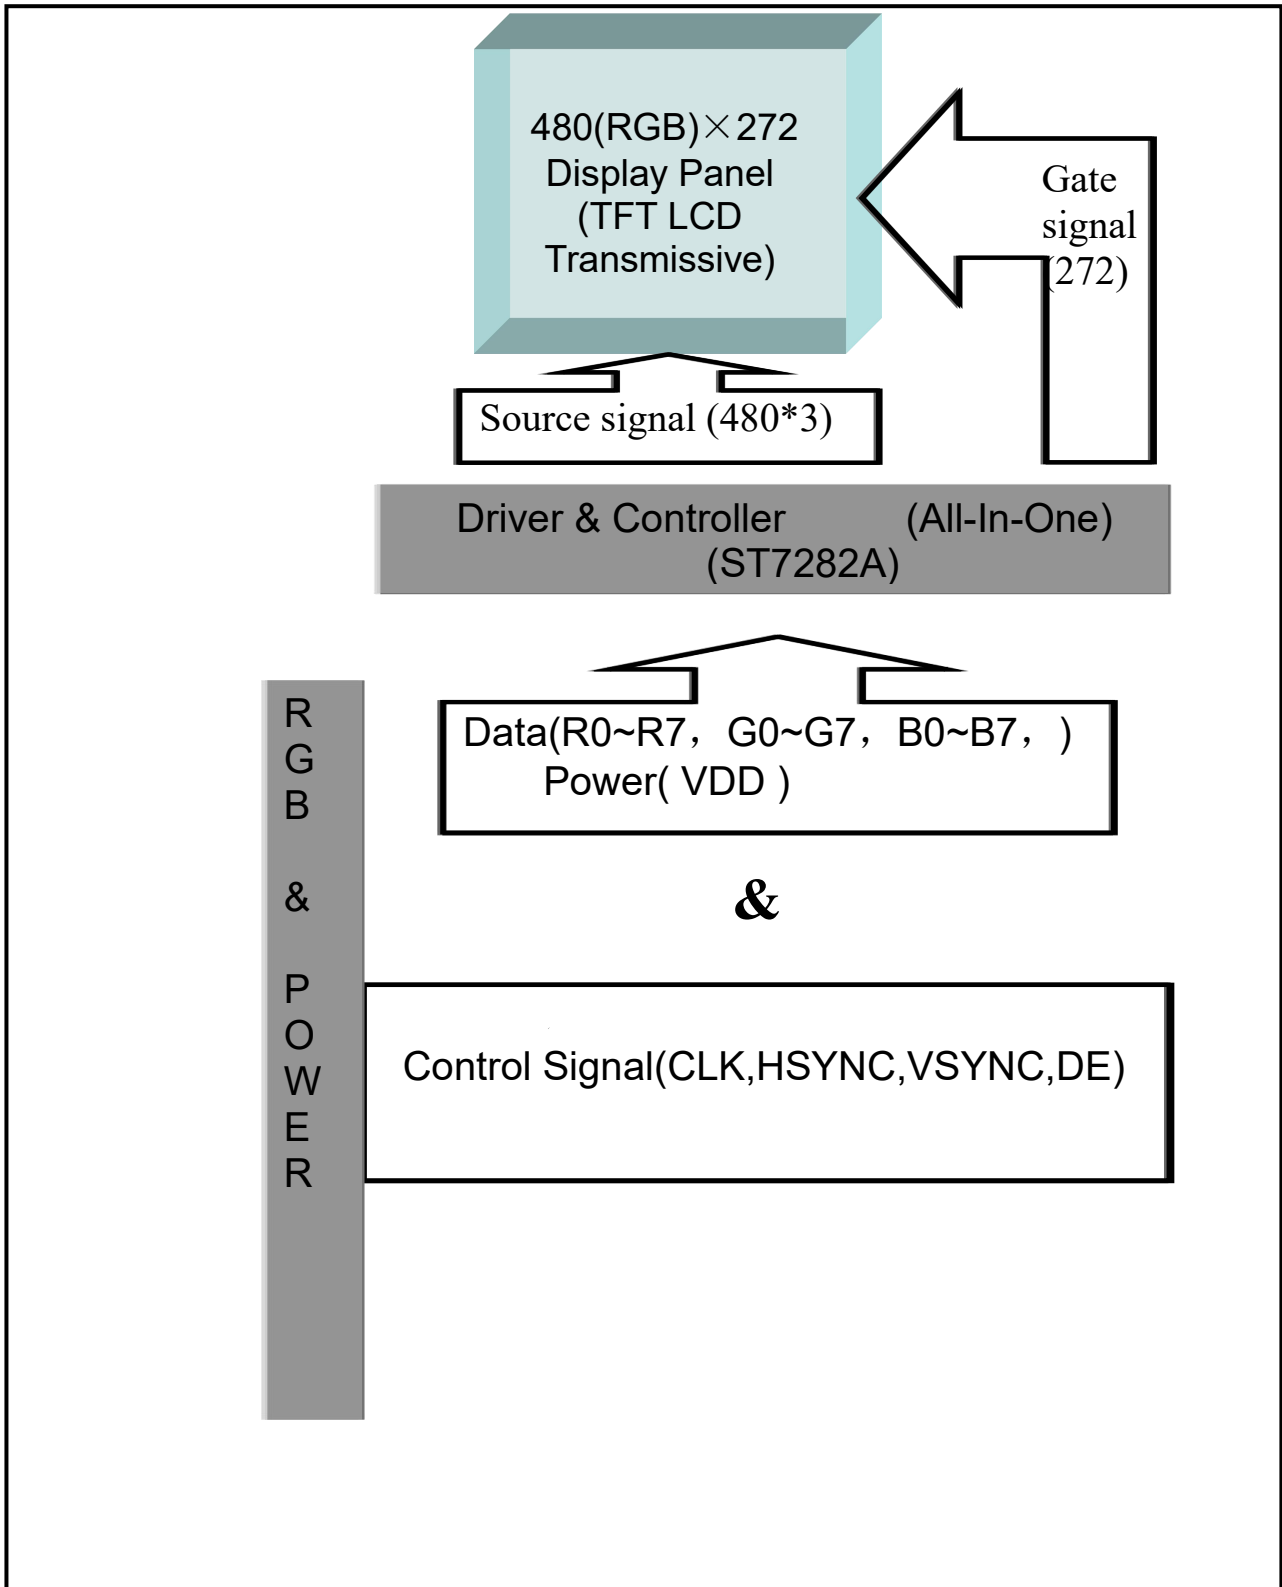 480(RGB)×272
Display Panel
(TFT LCD
Transmissive)
Gate
signal
(272)
Source signal (480*3)
Driver & Controller (All-In-One)
(ST7282A)
Data(R0~R7，G0~G7，B0~B7，)
Power( VDD )
&
R
G
B
&
P
O
W
E
R
Control Signal(CLK,HSYNC,VSYNC,DE)